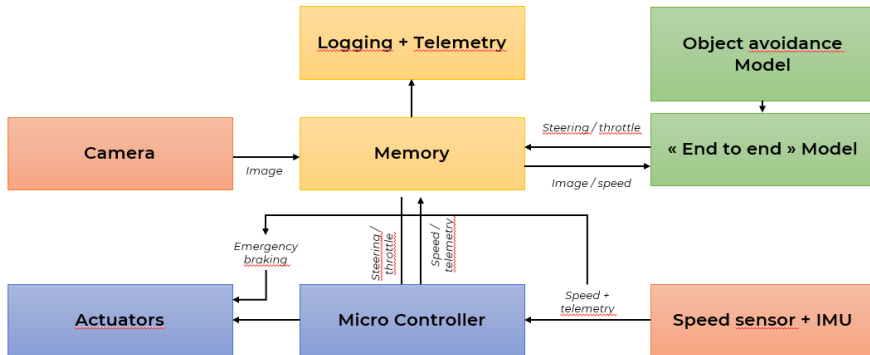 Logging + Telemetry
Object avoidance
Model
Camera
Image
Memory
Steering / throttle
Image / speed
« End to end » Model
Emergency
braking
Steering /
throttle
Speed /
telemetry
Speed +
telemetry
Actuators
Micro Controller
Speed sensor + IMU